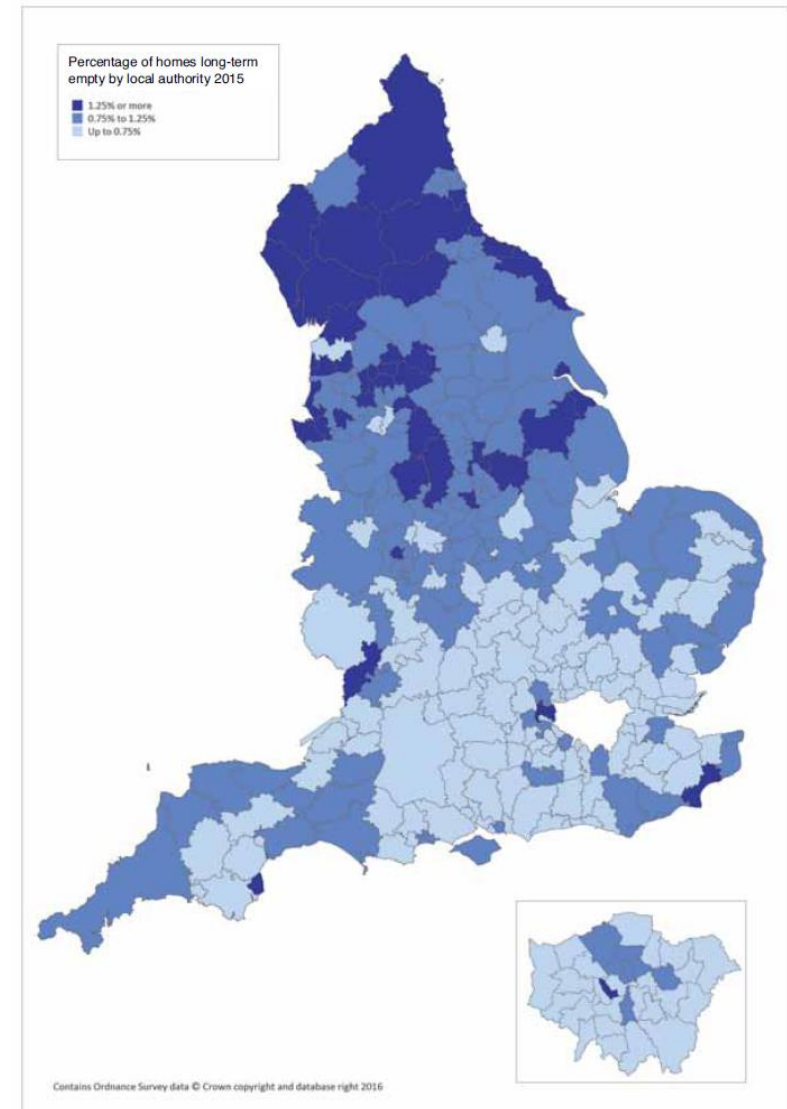 Percentage of homes long-term
empty by local authority 2015
1.25% or more
0.75% to 1.25%
Up to 0.75%
Contains Ordnance Survey data © Crown copyright and database right 2016